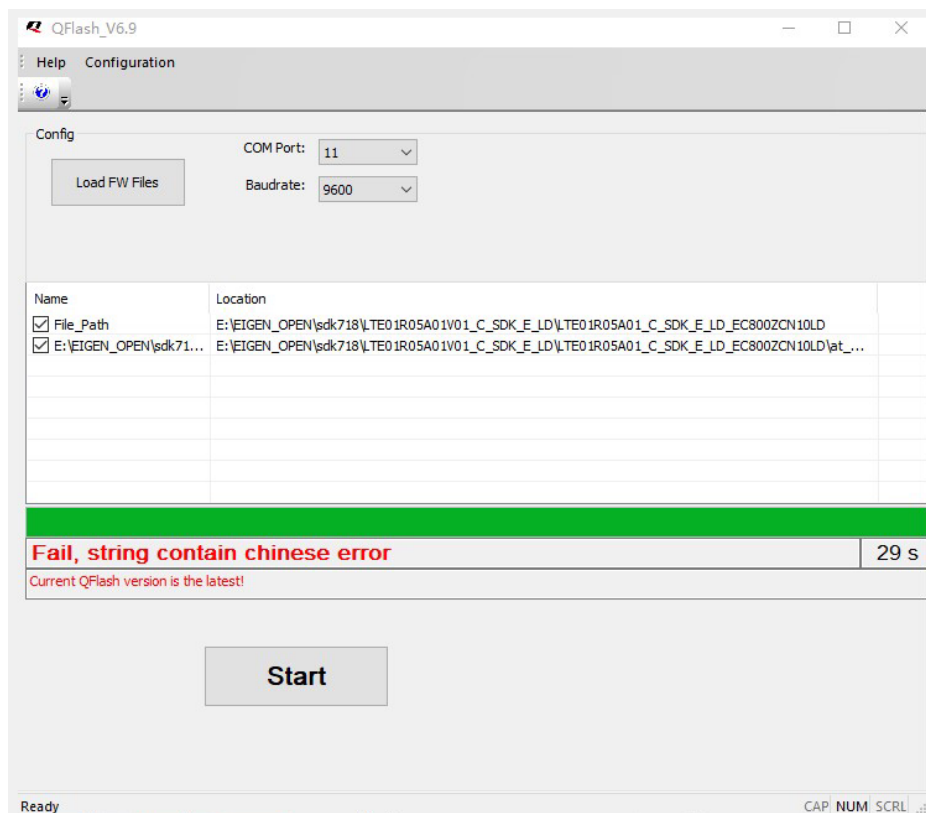 QFlash_V6.9
Help Configuration
Config
Load FW Files
COM Port: 11
Baudrate: 9600
Name Location
File_Path E:\EIGEN_OPEN\sdk718\LTE01R05A01V01_C_SDK_E_LD\LTE01R05A01_C_SDK_E_LD_EC800ZCN10LD
E:\EIGEN_OPEN\sdk71... E:\EIGEN_OPEN\sdk718\LTE01R05A01V01_C_SDK_E_LD\LTE01R05A01_C_SDK_E_LD_EC800ZCN10LD\at_...
Fail, string contain chinese error 29 s
Current QFlash version is the latest!
Start
Ready CAP NUM SCRL